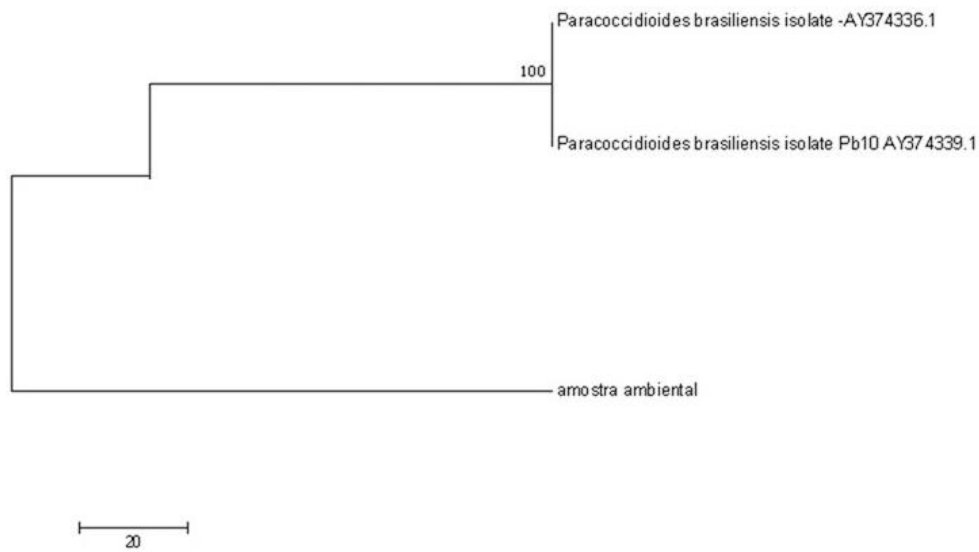 Paracoccidioides brasiliensis isolate -AY374336.1
100
Paracoccidioides brasiliensis isolate Pb10 AY374339.1
amostra ambiental
20